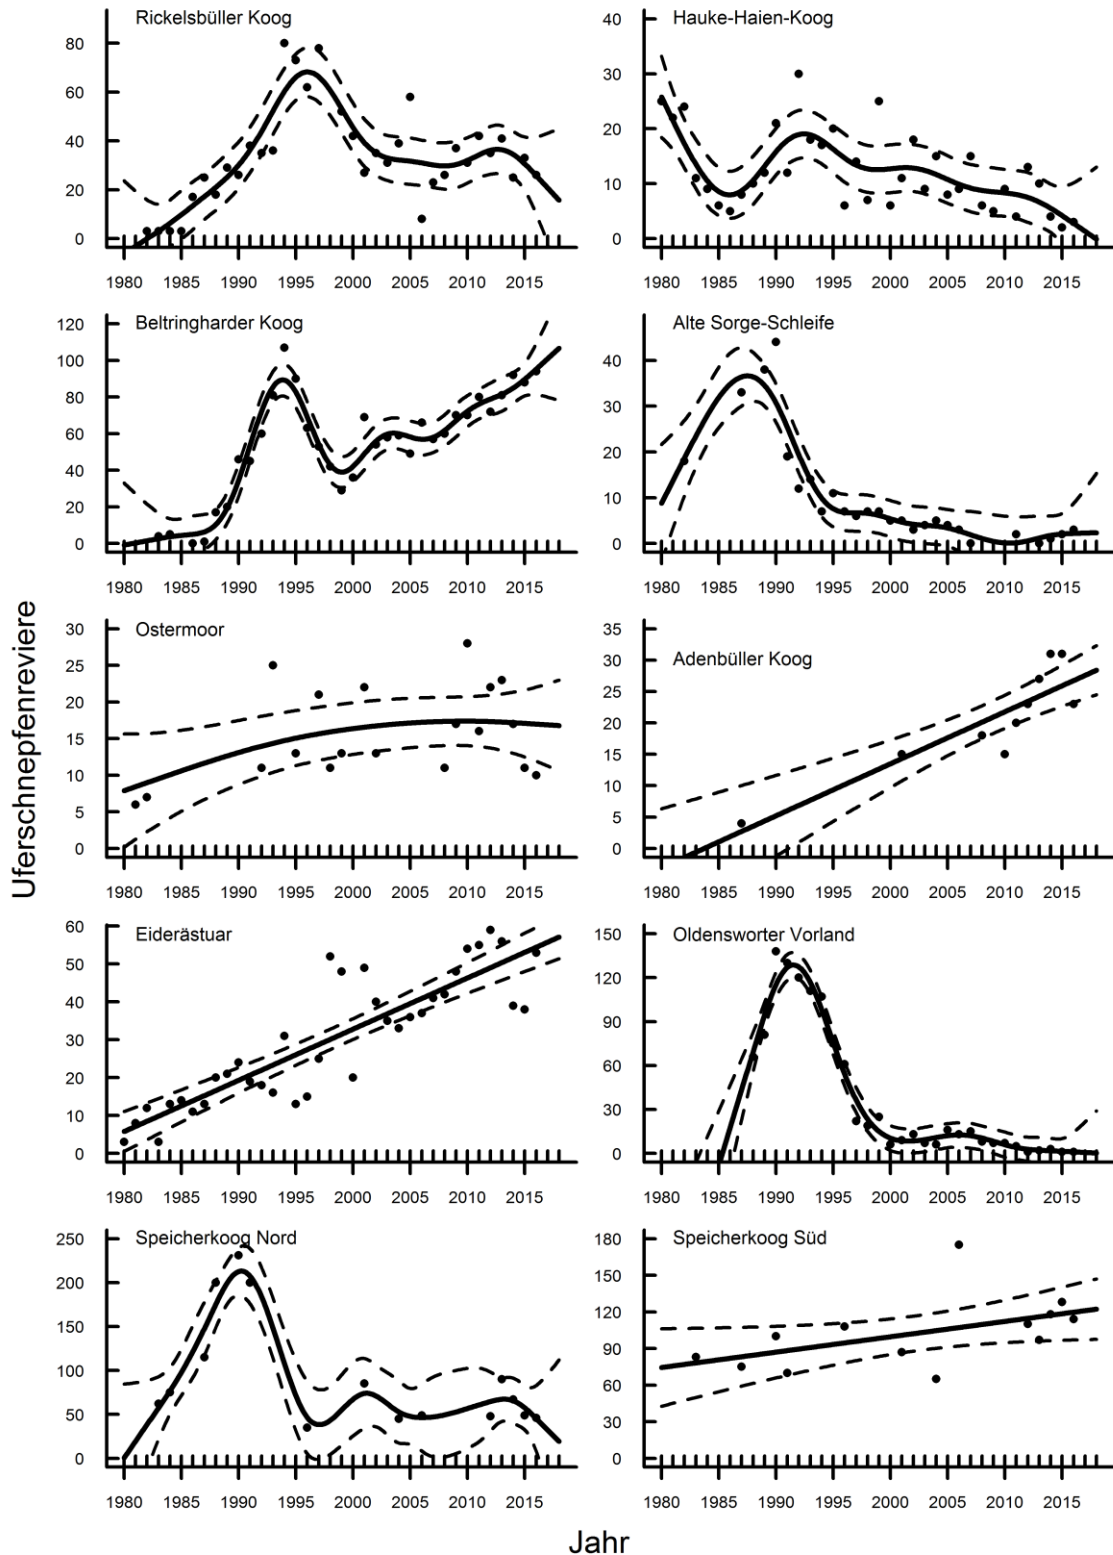 Rickelsbüller Koog
80
60
40
20
0
1980 1985 1990 1995 2000 2005 2010 2015
Hauke-Haien-Koog
40
30
20
10
0
1980 1985 1990 1995 2000 2005 2010 2015
Beltringharder Koog
120
100
80
60
40
20
0
1980 1985 1990 1995 2000 2005 2010 2015
Alte Sorge-Schleife
40
30
20
10
0
1980 1985 1990 1995 2000 2005 2010 2015
Uferschnepfenreviere
Ostermoor
30
25
20
15
10
5
0
1980 1985 1990 1995 2000 2005 2010 2015
Adenbüller Koog
35
30
25
20
15
10
5
0
1980 1985 1990 1995 2000 2005 2010 2015
Eiderästuar
60
50
40
30
20
10
0
1980 1985 1990 1995 2000 2005 2010 2015
Oldensworter Vorland
150
120
90
60
30
0
1980 1985 1990 1995 2000 2005 2010 2015
Speicherkoog Nord
250
200
150
100
50
0
1980 1985 1990 1995 2000 2005 2010 2015
Speicherkoog Süd
180
150
120
90
60
30
0
1980 1985 1990 1995 2000 2005 2010 2015
Jahr